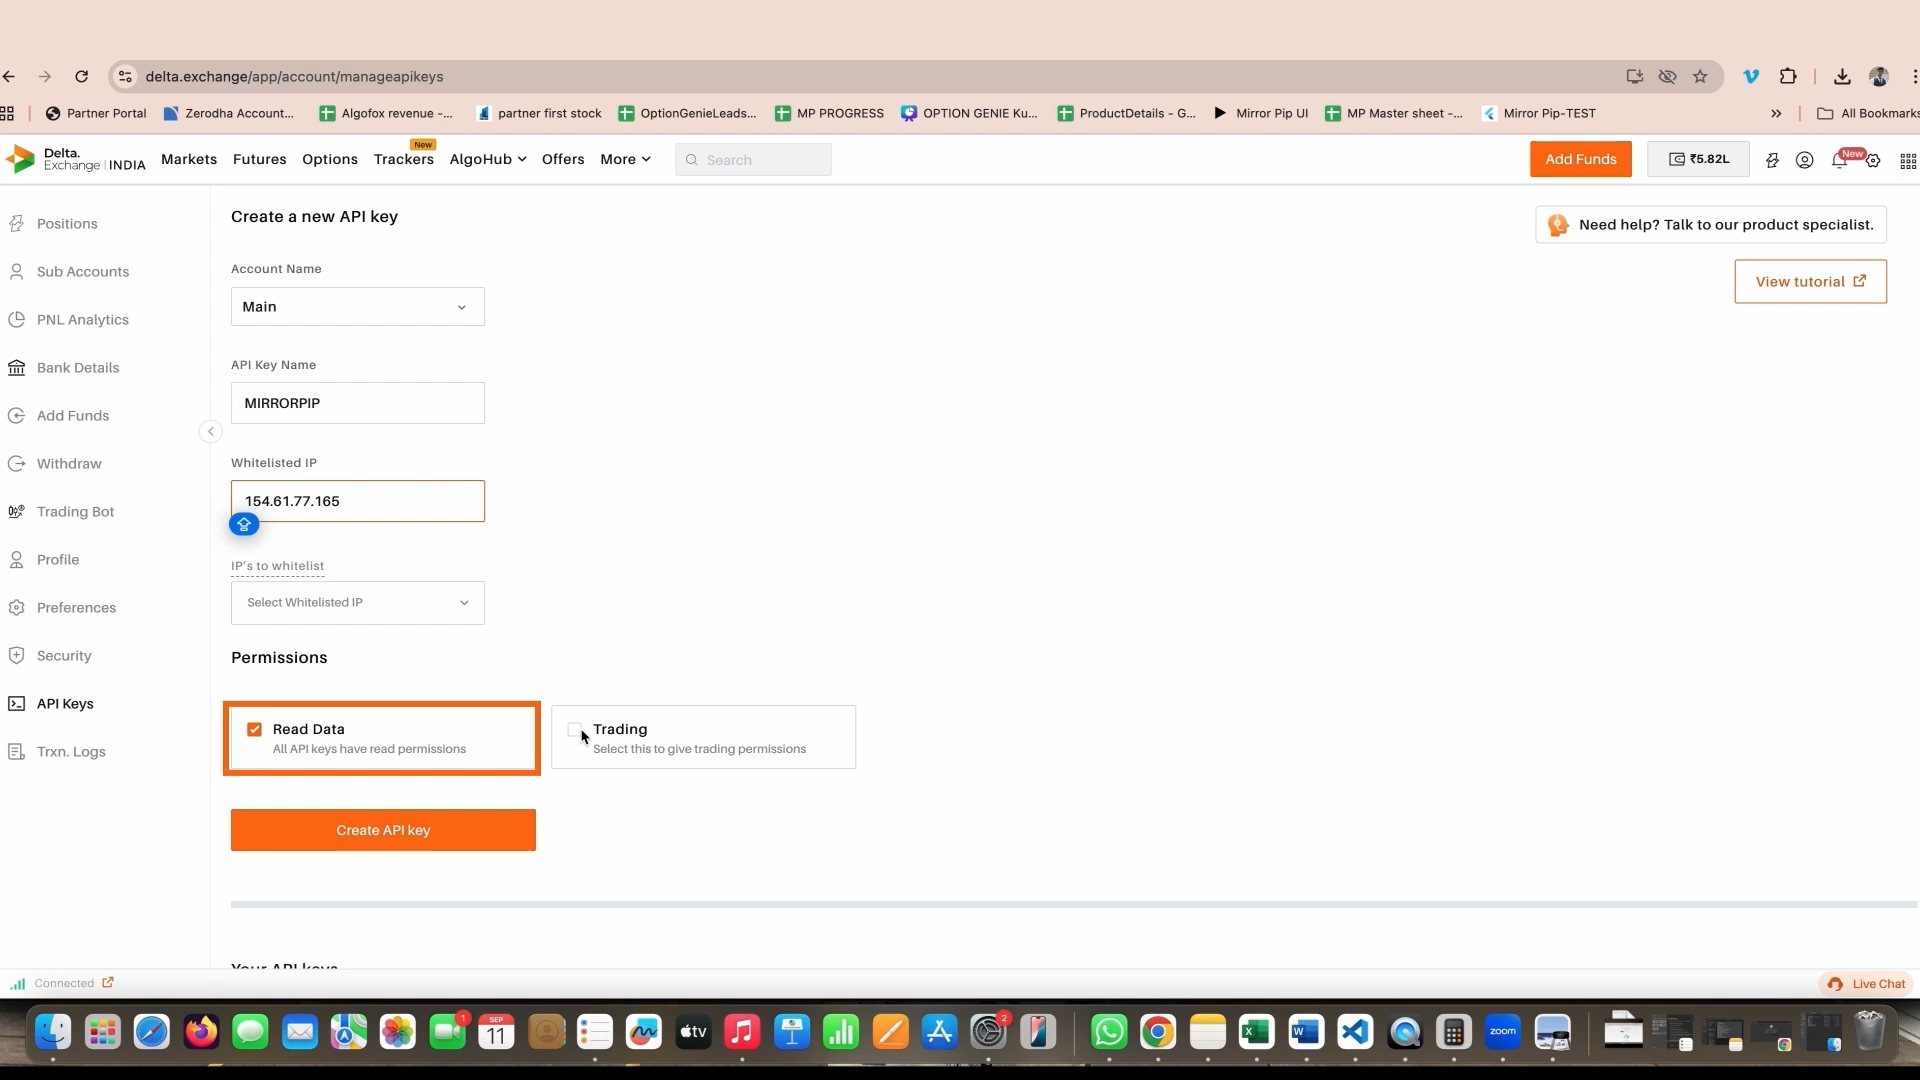 delta.exchange/app/account/manageapikeys
Partner Portal
Zerodha Account...
Algofox revenue -...
partner first stock
OptionGenieLeads...
MP PROGRESS
OPTION GENIE Ku...
ProductDetails - G...
Mirror Pip UI
MP Master sheet -...
Mirror Pip-TEST
»
All Bookmarks
Delta.
Exchange | INDIA
Markets
Futures
Options
New
Trackers
AlgoHub
Offers
More
Search
Add Funds
₹5.82L
New
Positions
Sub Accounts
PNL Analytics
Bank Details
Add Funds
Withdraw
Trading Bot
Profile
Preferences
Security
API Keys
Trxn. Logs
Create a new API key
Need help? Talk to our product specialist.
View tutorial
Account Name
Main
API Key Name
MIRRORPIP
Whitelisted IP
154.61.77.165
IP's to whitelist
Select Whitelisted IP
Permissions
Read Data
All API keys have read permissions
Trading
Select this to give trading permissions
Create API key
Your API keys
Connected
Live Chat
1
SEP
11
tv
2
X
W
zoom